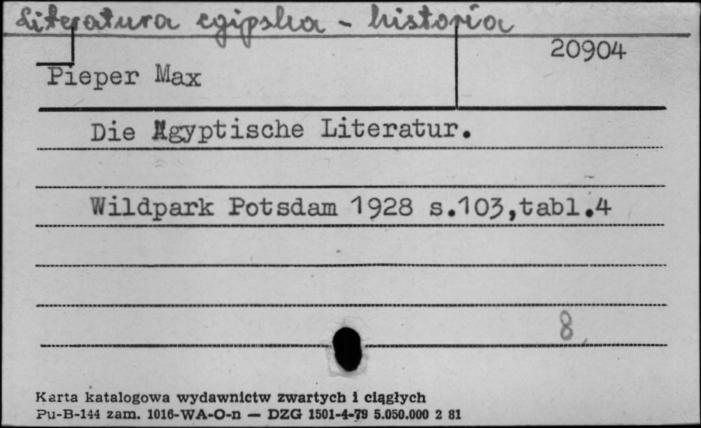 Literatura egipska - historia
20904
Pieper Max
Die Ägyptische Literatur.
Wildpark Potsdam 1928 s.103,tabl.4
8
Karta katalogowa wydawnictw zwartych i ciągłych
Pu-B-144 zam. 1016-WA-O-n — DZG 1501-4-79 5.050.000 2 81